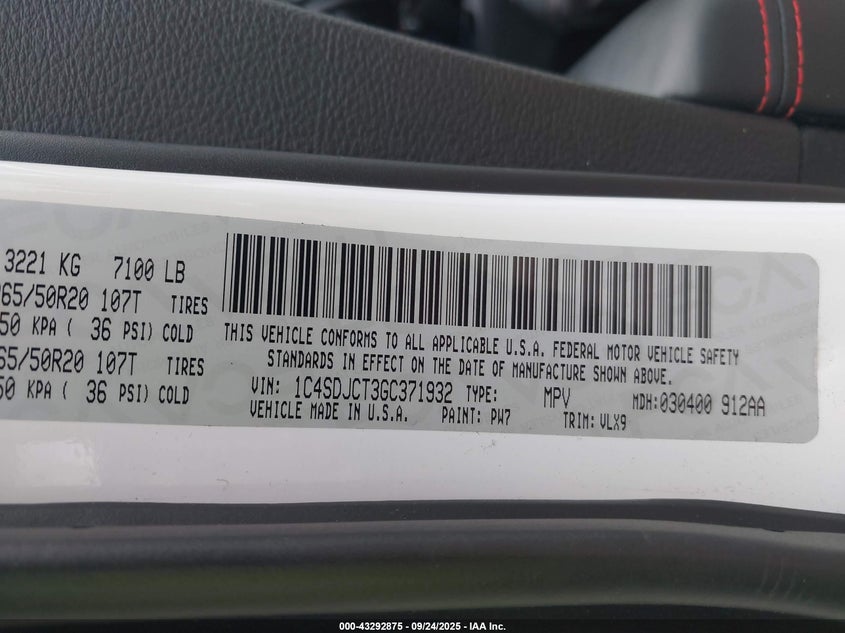 3221 KG 7100 LB
65/50R20 107T TIRES
50 KPA ( 36 PSI) COLD
65/50R20 107T TIRES
50 KPA ( 36 PSI) COLD
THIS VEHICLE CONFORMS TO ALL APPLICABLE U.S.A. FEDERAL MOTOR VEHICLE SAFETY
STANDARDS IN EFFECT ON THE DATE OF MANUFACTURE SHOWN ABOVE.
VIN: 1C4SDJCT3GC371932 TYPE: MPV MDH:030400 912AA
VEHICLE MADE IN U.S.A. PAINT: PW7 TRIM: VLX9
000-43292875 - 09/24/2025 - IAA Inc.